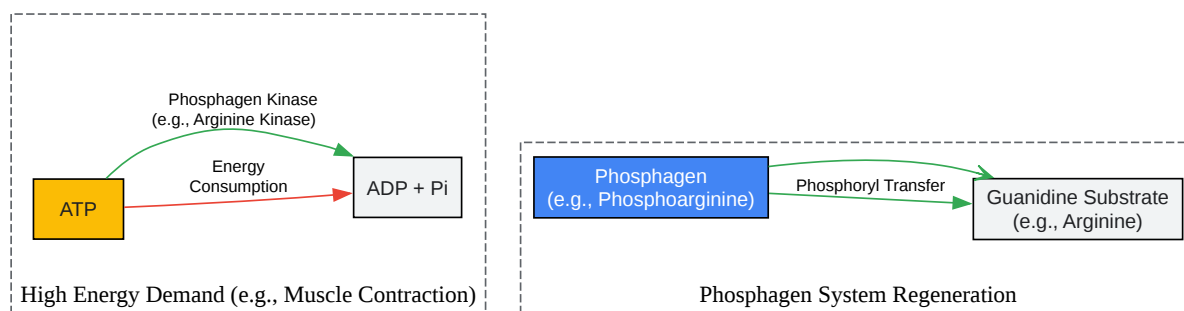 Phosphagen Kinase
(e.g., Arginine Kinase)
Energy
Consumption
ATP
ADP + Pi
High Energy Demand (e.g., Muscle Contraction)
Phosphagen
(e.g., Phosphoarginine)
Phosphoryl Transfer
Guanidine Substrate
(e.g., Arginine)
Phosphagen System Regeneration